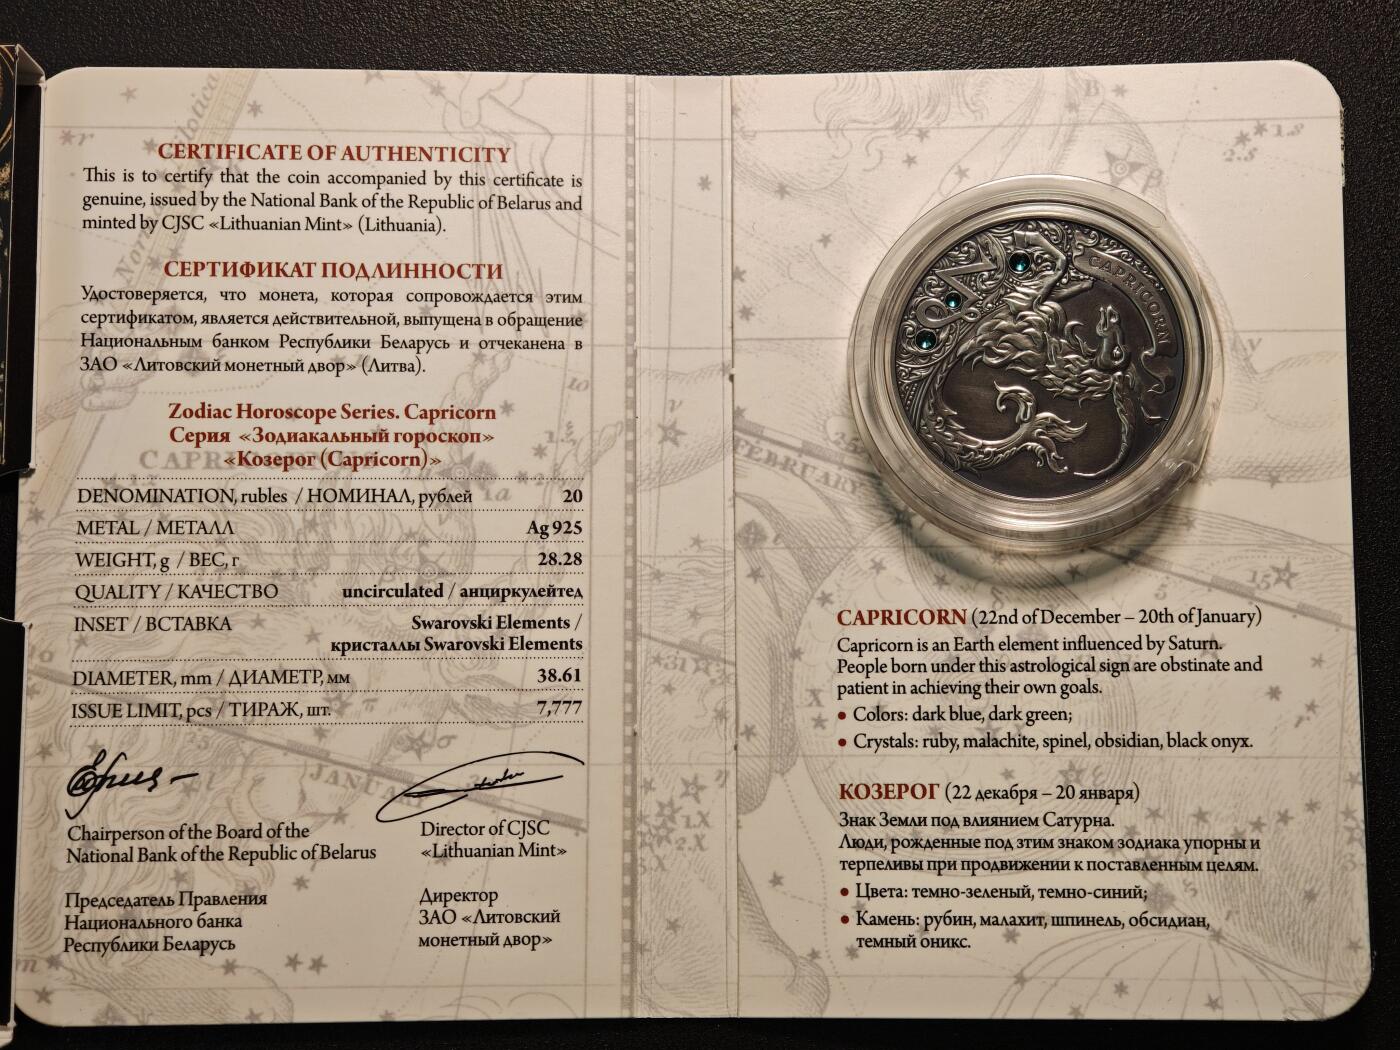 CERTIFICATE OF AUTHENTICITY
This is to certify that the coin accompanied by this certificate is
genuine, issued by the National Bank of the Republic of Belarus and
minted by CJSC «Lithuanian Mint» (Lithuania).
СЕРТИФИКАТ ПОДЛИННОСТИ
Удостоверяется, что монета, которая сопровождается этим
сертификатом, является действительной, выпущена в обращение
Национальным банком Республики Беларусь и отчеканена в
ЗАО «Литовский монетный двор» (Литва).
Zodiac Horoscope Series. Capricorn
Серия «Зодиакальный гороскоп»
«Козерог (Capricorn)»
DENOMINATION, rubles / НОМИНАЛ, рублей 20
METAL / МЕТАЛЛ Ag 925
WEIGHT, g / ВЕС, г 28.28
QUALITY / КАЧЕСТВО uncirculated / анциркулейтед
INSET / ВСТАВКА Swarovski Elements /
кристаллы Swarovski Elements
DIAMETER, mm / ДИАМЕТР, мм 38.61
ISSUE LIMIT, pcs / ТИРАЖ, шт. 7,777
Chairperson of the Board of the
National Bank of the Republic of Belarus
Director of CJSC
«Lithuanian Mint»
Председатель Правления
Национального банка
Республики Беларусь
Директор
ЗАО «Литовский
монетный двор»
CAPRICORN
CAPRICORN (22nd of December – 20th of January)
Capricorn is an Earth element influenced by Saturn.
People born under this astrological sign are obstinate and
patient in achieving their own goals.
• Colors: dark blue, dark green;
• Crystals: ruby, malachite, spinel, obsidian, black onyx.
КОЗЕРОГ (22 декабря – 20 января)
Знак Земли под влиянием Сатурна.
Люди, рожденные под этим знаком зодиака упорны и
терпеливы при продвижении к поставленным целям.
• Цвета: темно-зеленый, темно-синий;
• Камень: рубин, малахит, шпинель, обсидиан,
темный оникс.
FEBRUARY
JANUAR